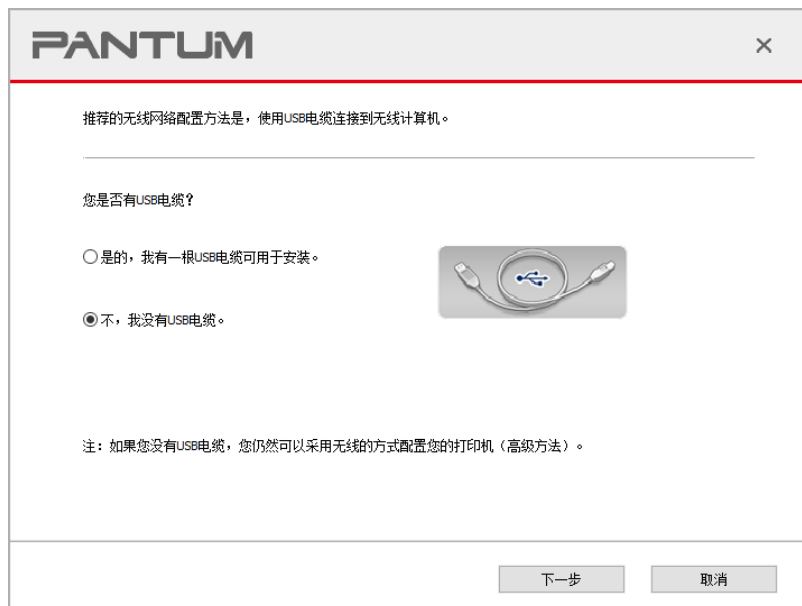 PANTUM
推荐的无线网络配置方法是，使用USB电缆连接到无线计算机。
您是否有USB电缆？
是的，我有一根USB电缆可用于安装。
不，我没有USB电缆。
注：如果您没有USB电缆，您仍然可以采用无线的方式配置您的打印机（高级方法）。
下一步 取消